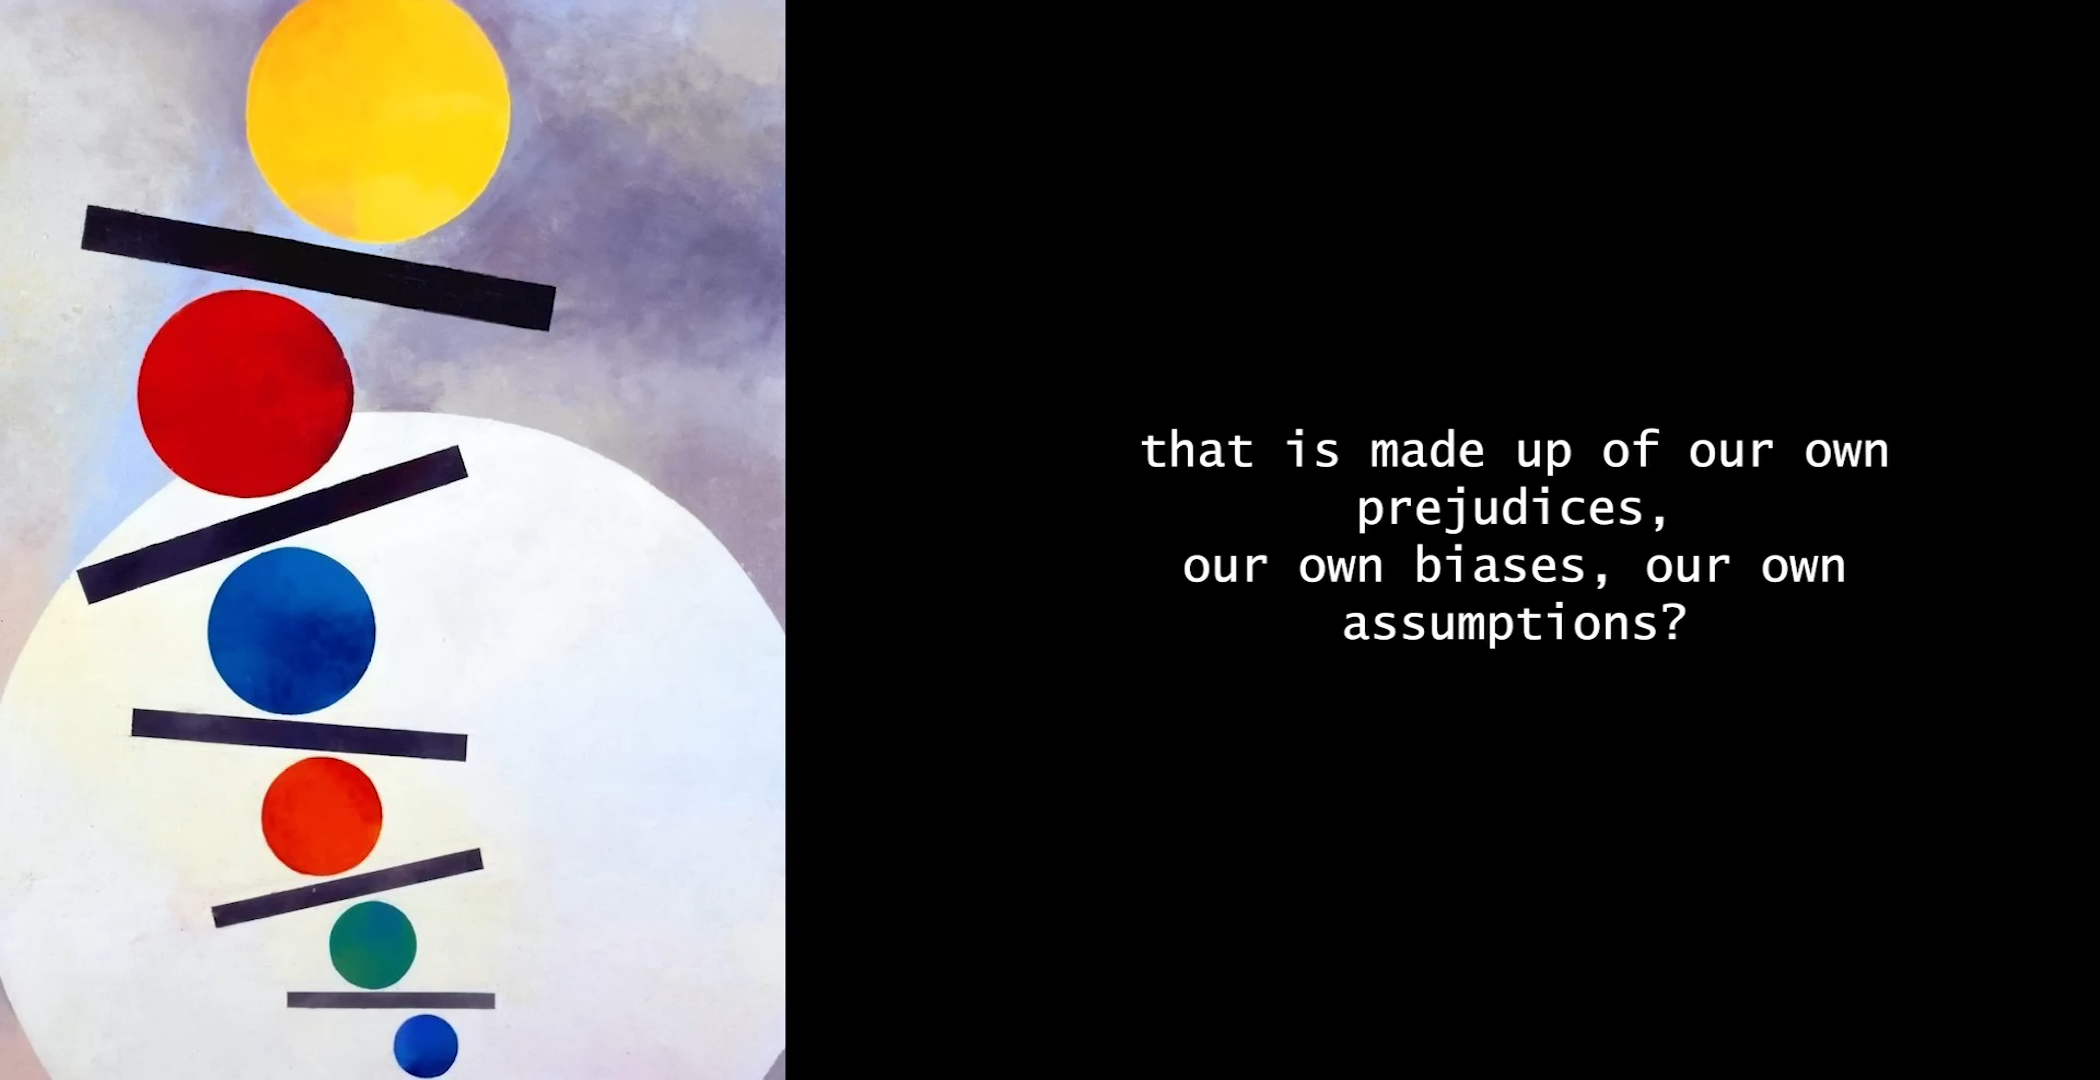 that is made up of our own
prejudices,
our own biases, our own
assumptions?